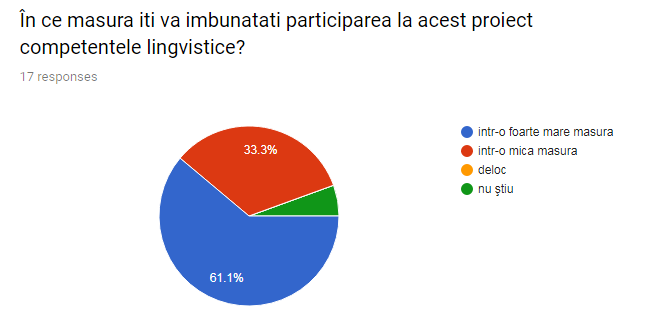 În ce masura iti va imbunatati participarea la acest proiect
competentele lingvistice?
17 responses
33.3%
61.1%
intr-o foarte mare masura
intr-o mica masura
deloc
nu ştiu